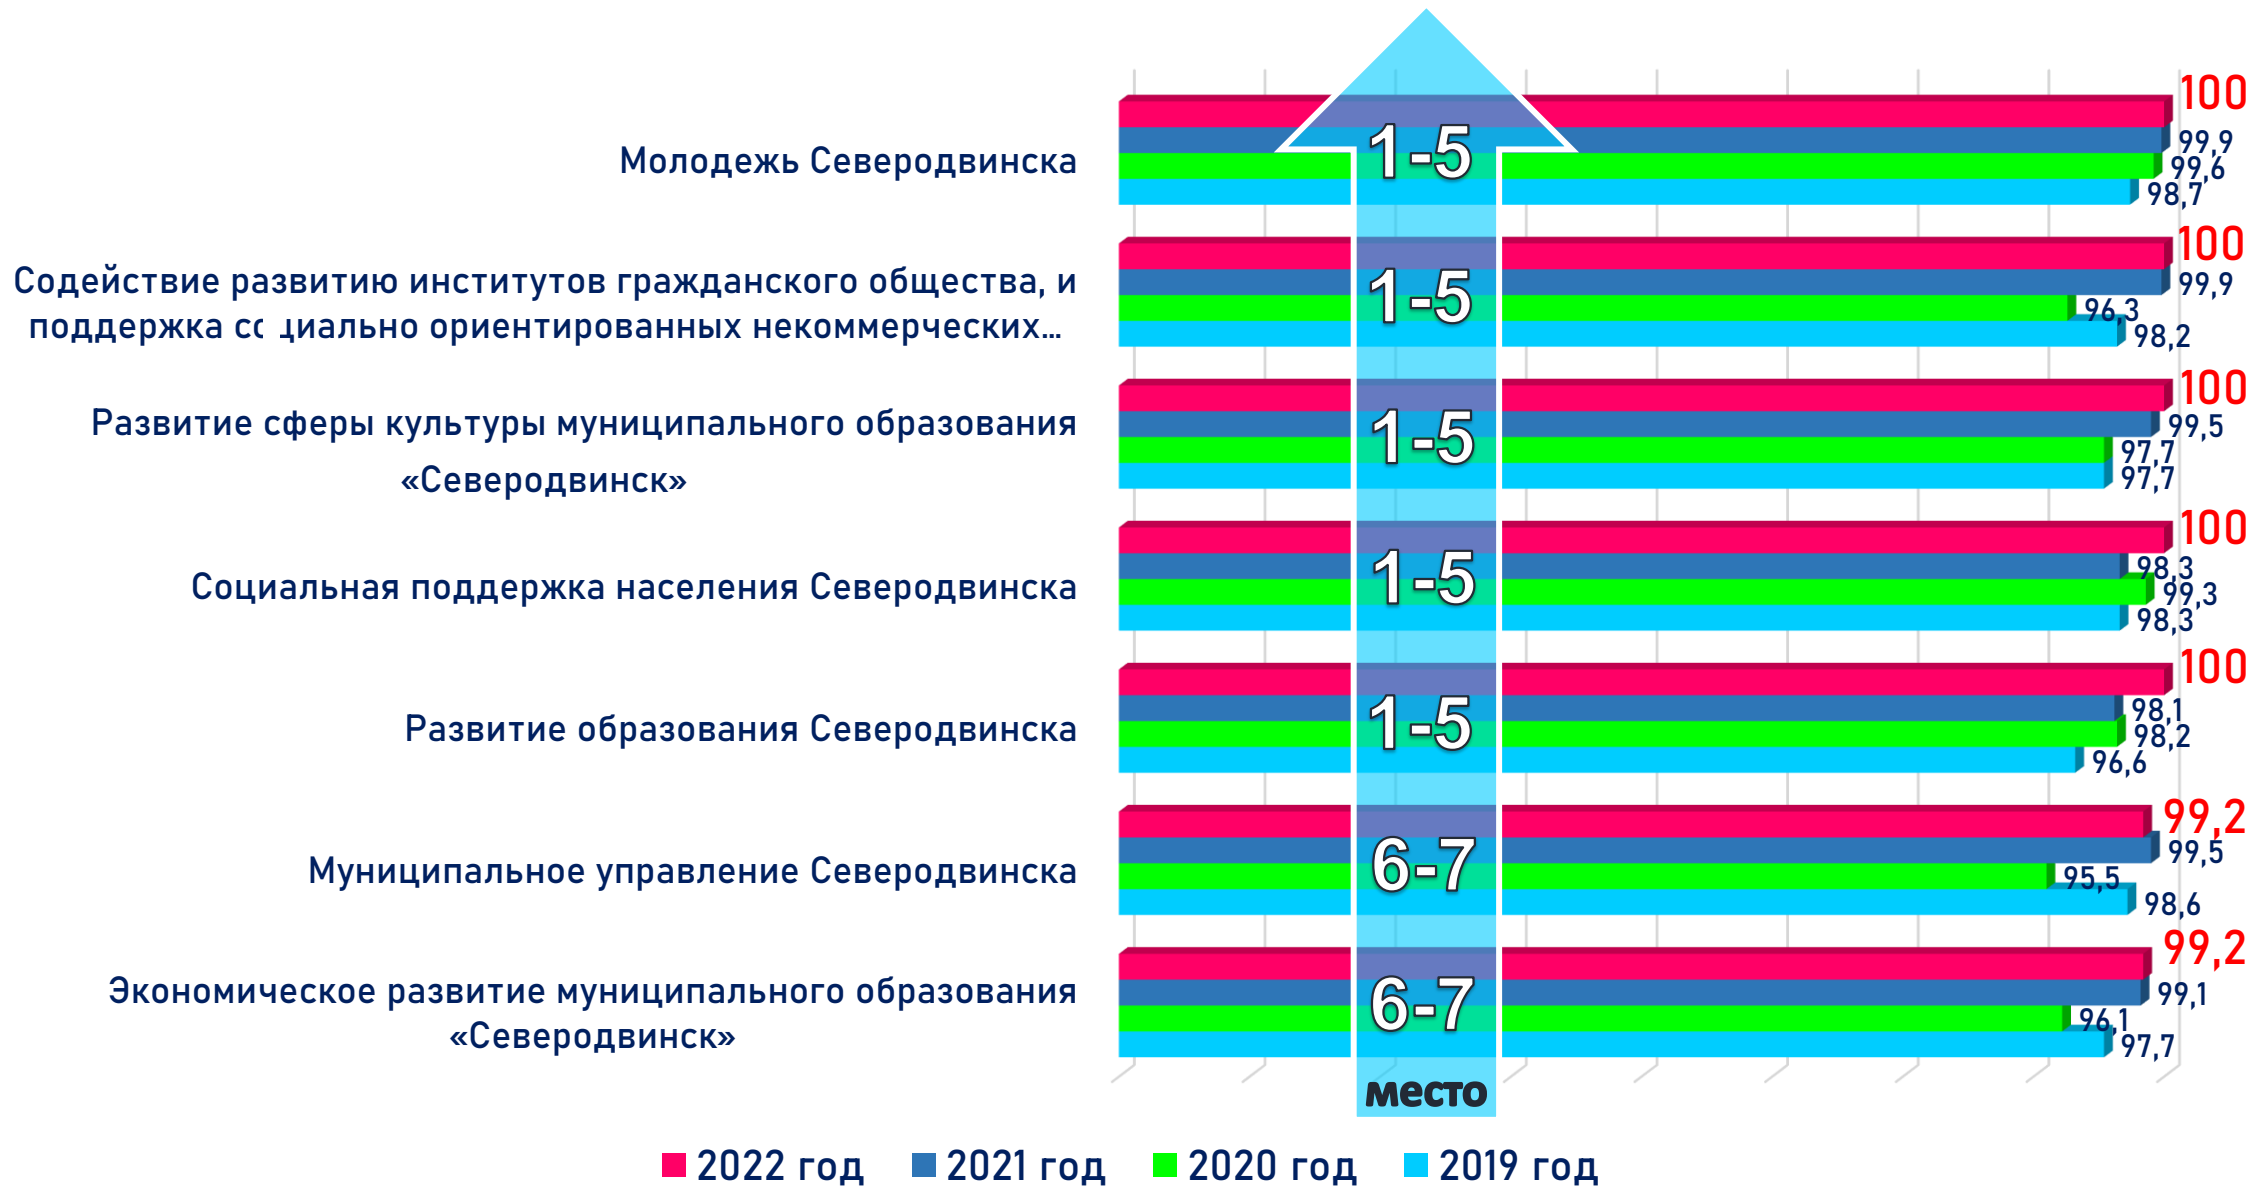 100
99,9
Молодежь Северодвинска
1-5
99,6
98,7
100
Содействие развитию институтов гражданского общества, и
99,9
1-5
96,3
поддержка социально ориентированных некоммерческих...
98,2
100
Развитие сферы культуры муниципального образования
99,5
1-5
97,7
«Северодвинск»
97,7
100
98,3
Социальная поддержка населения Северодвинска
1-5
99,3
98,3
100
98,1
Развитие образования Северодвинска
1-5
98,2
96,6
99,2
99,5
Муниципальное управление Северодвинска
6-7
95,5
98,6
99,2
Экономическое развитие муниципального образования
99,1
6-7
96,1
«Северодвинск»
97,7
место
2022 год
2021 год
2020 год
2019 год